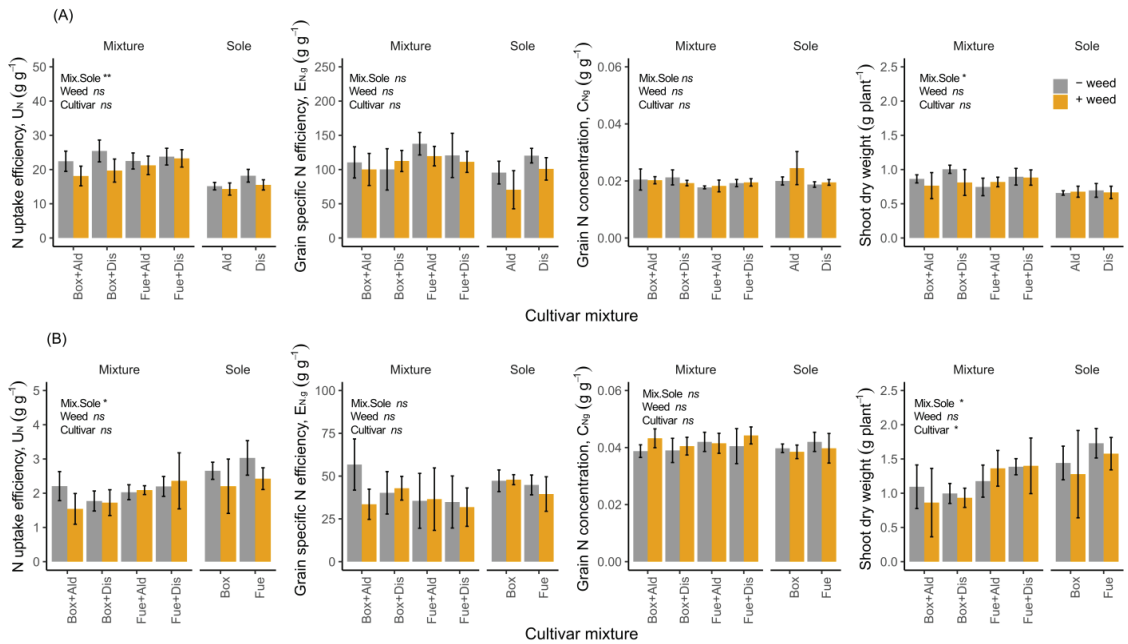 (A)
Mixture
Sole
N uptake efficiency, U_N (g g⁻¹)
50
40
30
20
10
0
Mix.Sole **
Weed ns
Cultivar ns
Box+Ald
Box+Dis
Fue+Ald
Fue+Dis
Ald
Dis
Mixture
Sole
Grain specific N efficiency, E_N,g (g g⁻¹)
250
200
150
100
50
0
Mix.Sole ns
Weed ns
Cultivar ns
Box+Ald
Box+Dis
Fue+Ald
Fue+Dis
Ald
Dis
Mixture
Sole
Grain N concentration, C_Ng (g g⁻¹)
0.06
0.04
0.02
0.00
Mix.Sole ns
Weed ns
Cultivar ns
Box+Ald
Box+Dis
Fue+Ald
Fue+Dis
Ald
Dis
Mixture
Sole
Shoot dry weight (g plant⁻¹)
2.5
2.0
1.5
1.0
0.5
0.0
Mix.Sole *
Weed ns
Cultivar ns
− weed
+ weed
Box+Ald
Box+Dis
Fue+Ald
Fue+Dis
Ald
Dis
Cultivar mixture
(B)
Mixture
Sole
N uptake efficiency, U_N (g g⁻¹)
5
4
3
2
1
0
Mix.Sole *
Weed ns
Cultivar ns
Box+Ald
Box+Dis
Fue+Ald
Fue+Dis
Box
Fue
Mixture
Sole
Grain specific N efficiency, E_N,g (g g⁻¹)
100
75
50
25
0
Mix.Sole ns
Weed ns
Cultivar ns
Box+Ald
Box+Dis
Fue+Ald
Fue+Dis
Box
Fue
Mixture
Sole
Grain N concentration, C_Ng (g g⁻¹)
0.06
0.04
0.02
0.00
Mix.Sole ns
Weed ns
Cultivar ns
Box+Ald
Box+Dis
Fue+Ald
Fue+Dis
Box
Fue
Mixture
Sole
Shoot dry weight (g plant⁻¹)
2.5
2.0
1.5
1.0
0.5
0.0
Mix.Sole *
Weed ns
Cultivar *
Box+Ald
Box+Dis
Fue+Ald
Fue+Dis
Box
Fue
Cultivar mixture